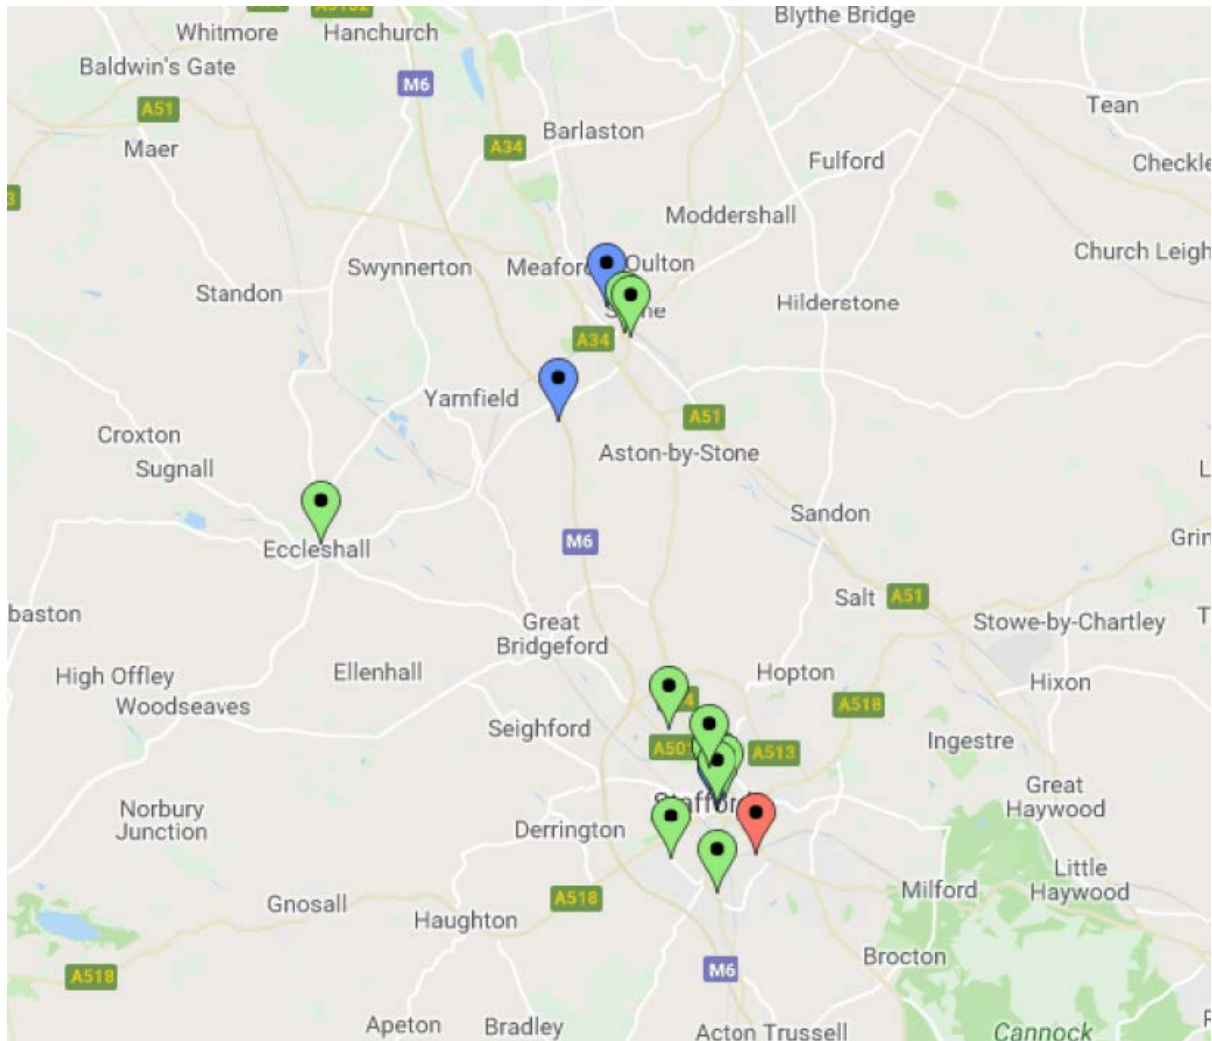 Blythe Bridge
Whitmore
Hanchurch
Baldwin's Gate
M6
A51
Tean
Barlaston
A34
Maer
Fulford
Moddershall
Church Leigh
Swynnerton
Oulton
Standon
Hilderstone
A34
Yarnfield
A51
Croxton
Aston-by-Stone
Sugnall
Sandon
M6
Eccleshall
Salt
A51
Great
Bridgeford
Stowe-by-Chartley
Ellenhall
Hopton
High Offley
Hixon
Woodseaves
A518
Seighford
Ingestre
A513
Great
Haywood
Norbury
Junction
Derrington
Little
Haywood
Milford
A518
Gnosall
Haughton
Brocton
M6
A518
Apeton
Bradley
Acton Trussell
Cannock